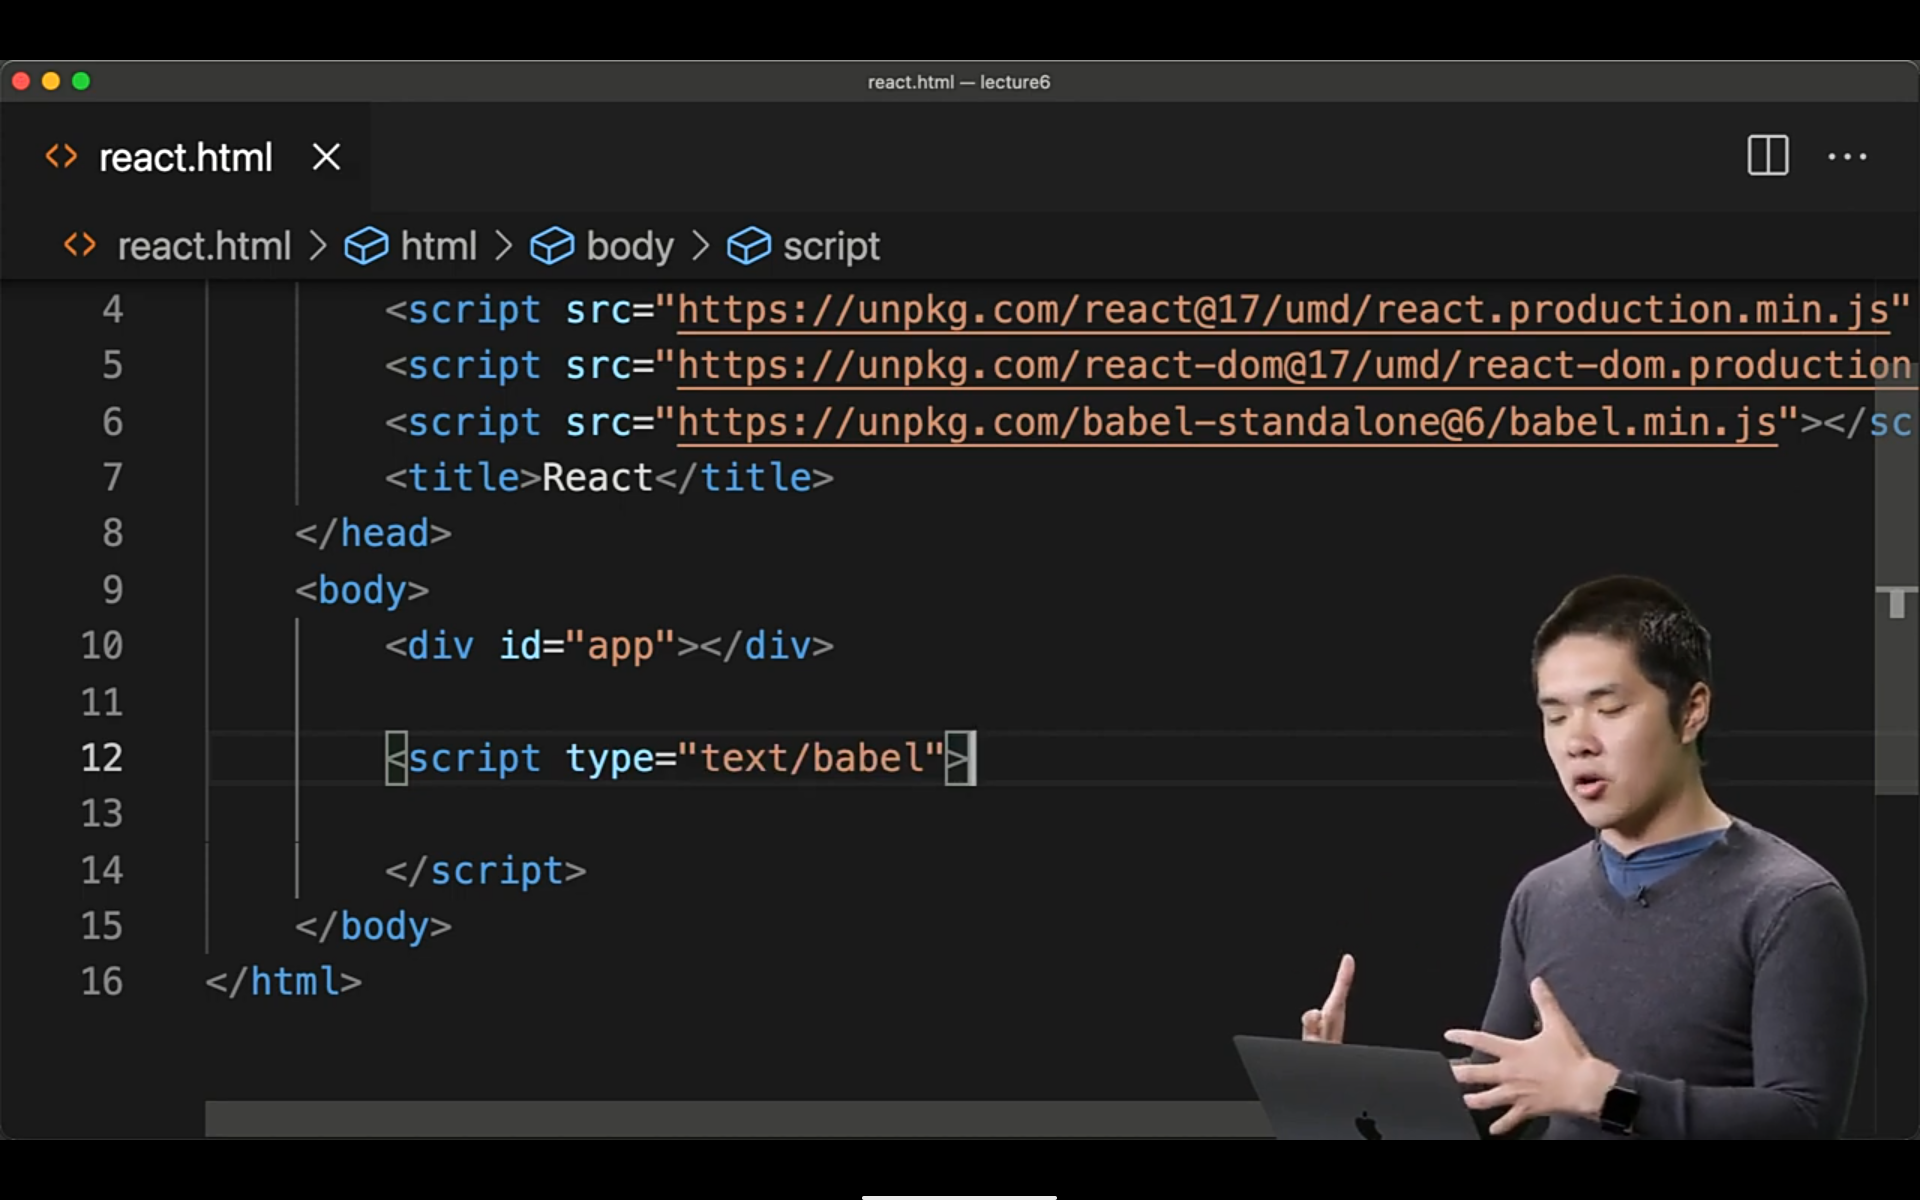 react.html — lecture6
react.html
react.html > html > body > script
4 <script src="https://unpkg.com/react@17/umd/react.production.min.js"
5 <script src="https://unpkg.com/react-dom@17/umd/react-dom.production
6 <script src="https://unpkg.com/babel-standalone@6/babel.min.js"></sc
7 <title>React</title>
8 </head>
9 <body>
10 <div id="app"></div>
11
12 <script type="text/babel">
13
14 </script>
15 </body>
16 </html>